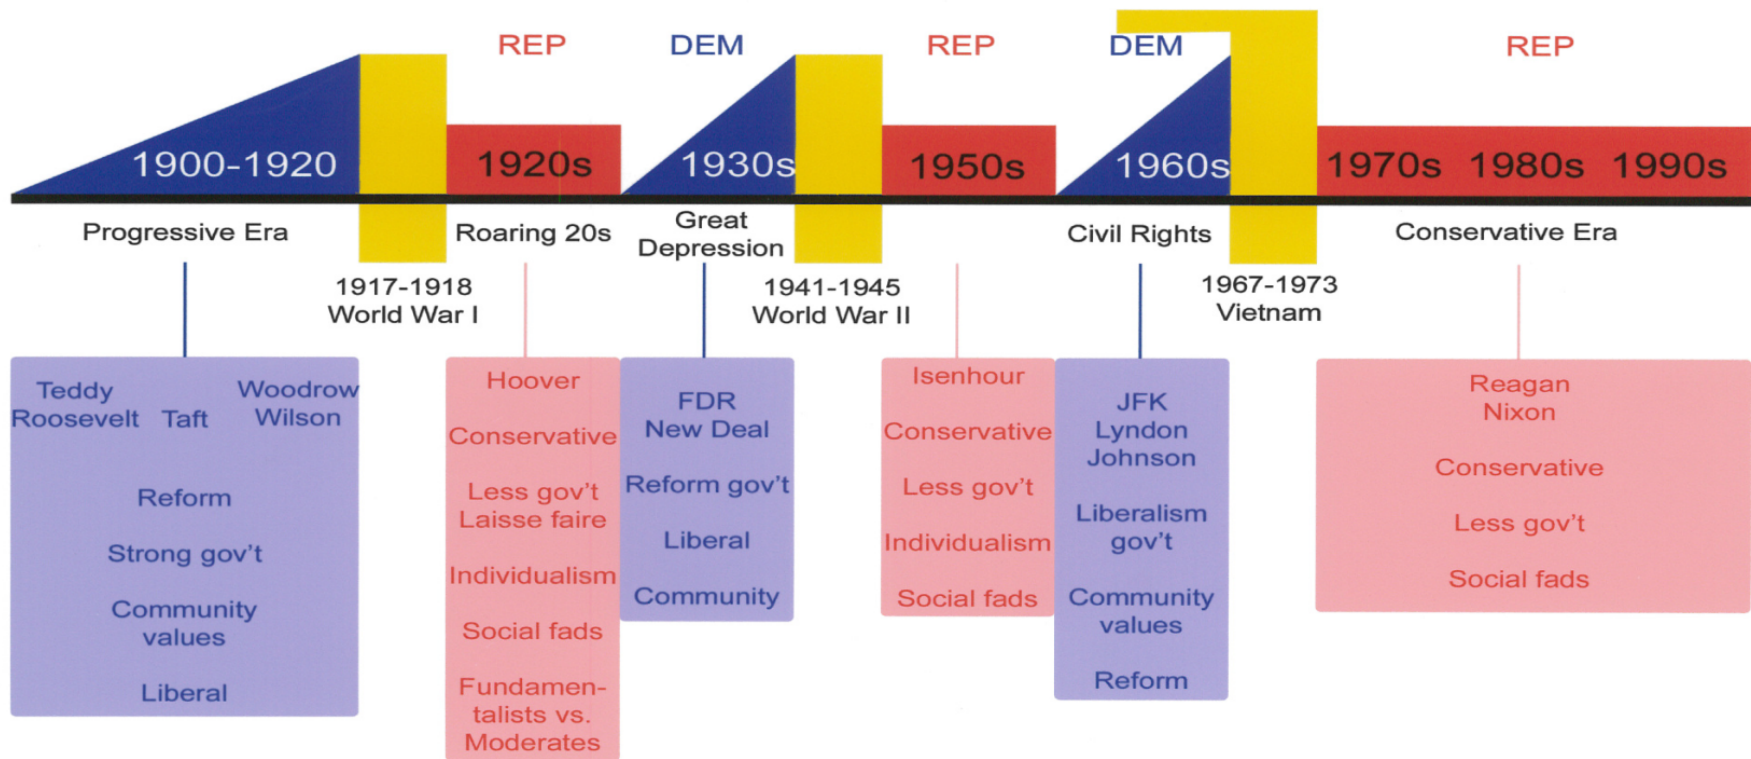 REP
DEM
REP
DEM
REP
1900-1920
1920s
1930s
1950s
1960s
1970s
1980s
1990s
Progressive Era
Roaring 20s
Great
Depression
Civil Rights
Conservative Era
1917-1918
World War I
1941-1945
World War II
1967-1973
Vietnam
Teddy
Roosevelt
Taft
Woodrow
Wilson
Reform
Strong gov't
Community
values
Liberal
Hoover
Conservative
Less gov't
Laisse faire
Individualism
Social fads
Fundamen-
talists vs.
Moderates
FDR
New Deal
Reform gov't
Liberal
Community
Isenhour
Conservative
Less gov't
Individualism
Social fads
JFK
Lyndon
Johnson
Liberalism
gov't
Community
values
Reform
Reagan
Nixon
Conservative
Less gov't
Social fads